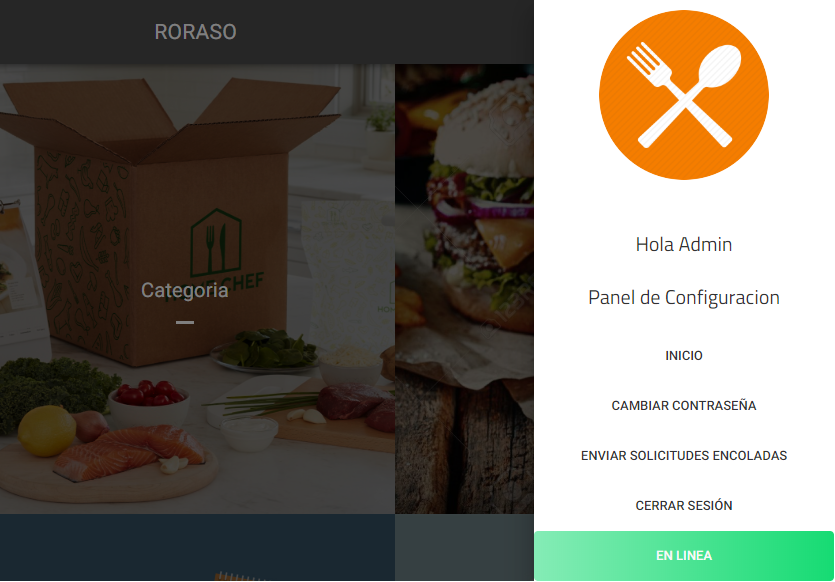 RORASO
Categoria
Hola Admin
Panel de Configuracion
INICIO
CAMBIAR CONTRASEÑA
ENVIAR SOLICITUDES ENCOLADAS
CERRAR SESIÓN
EN LINEA